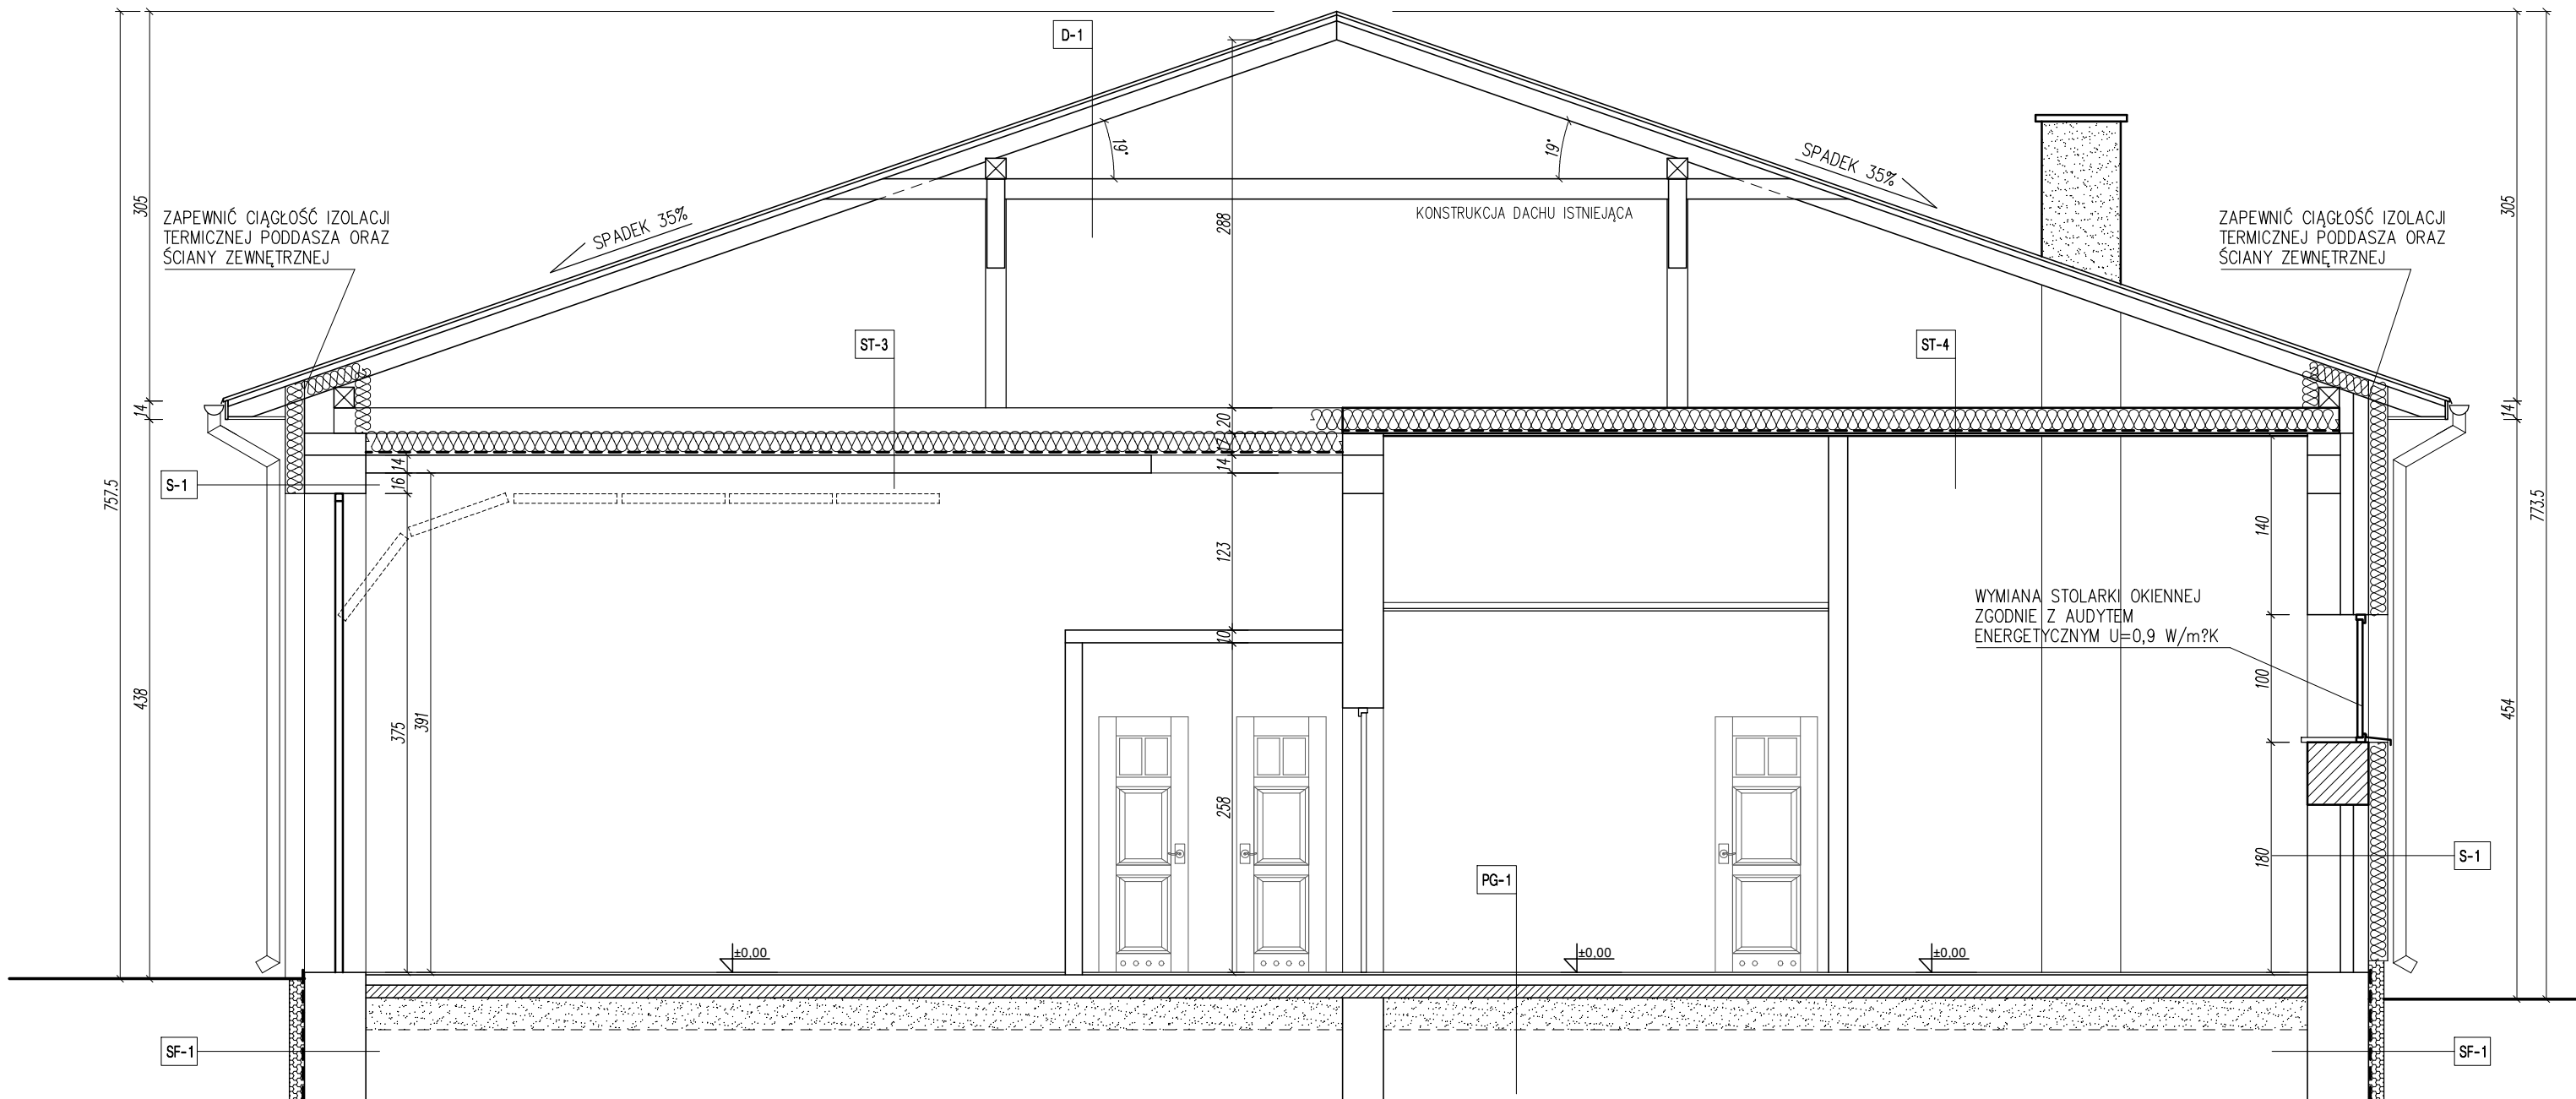 D-1
19°
19°
SPADEK 35%
SPADEK 35%
288
KONSTRUKCJA DACHU ISTNIEJĄCA
305
305
ZAPEWNIĆ CIĄGŁOŚĆ IZOLACJI
TERMICZNEJ PODDASZA ORAZ
ŚCIANY ZEWNĘTRZNEJ
ZAPEWNIĆ CIĄGŁOŚĆ IZOLACJI
TERMICZNEJ PODDASZA ORAZ
ŚCIANY ZEWNĘTRZNEJ
ST-3
ST-4
14
14
20
17
14
14
16
S-1
757.5
773.5
140
123
WYMIANA STOLARKI OKIENNEJ
ZGODNIE Z AUDYTEM
ENERGETYCZNYM U=0,9 W/m?K
10
438
100
454
375
391
258
180
S-1
PG-1
±0,00
±0,00
±0,00
SF-1
SF-1